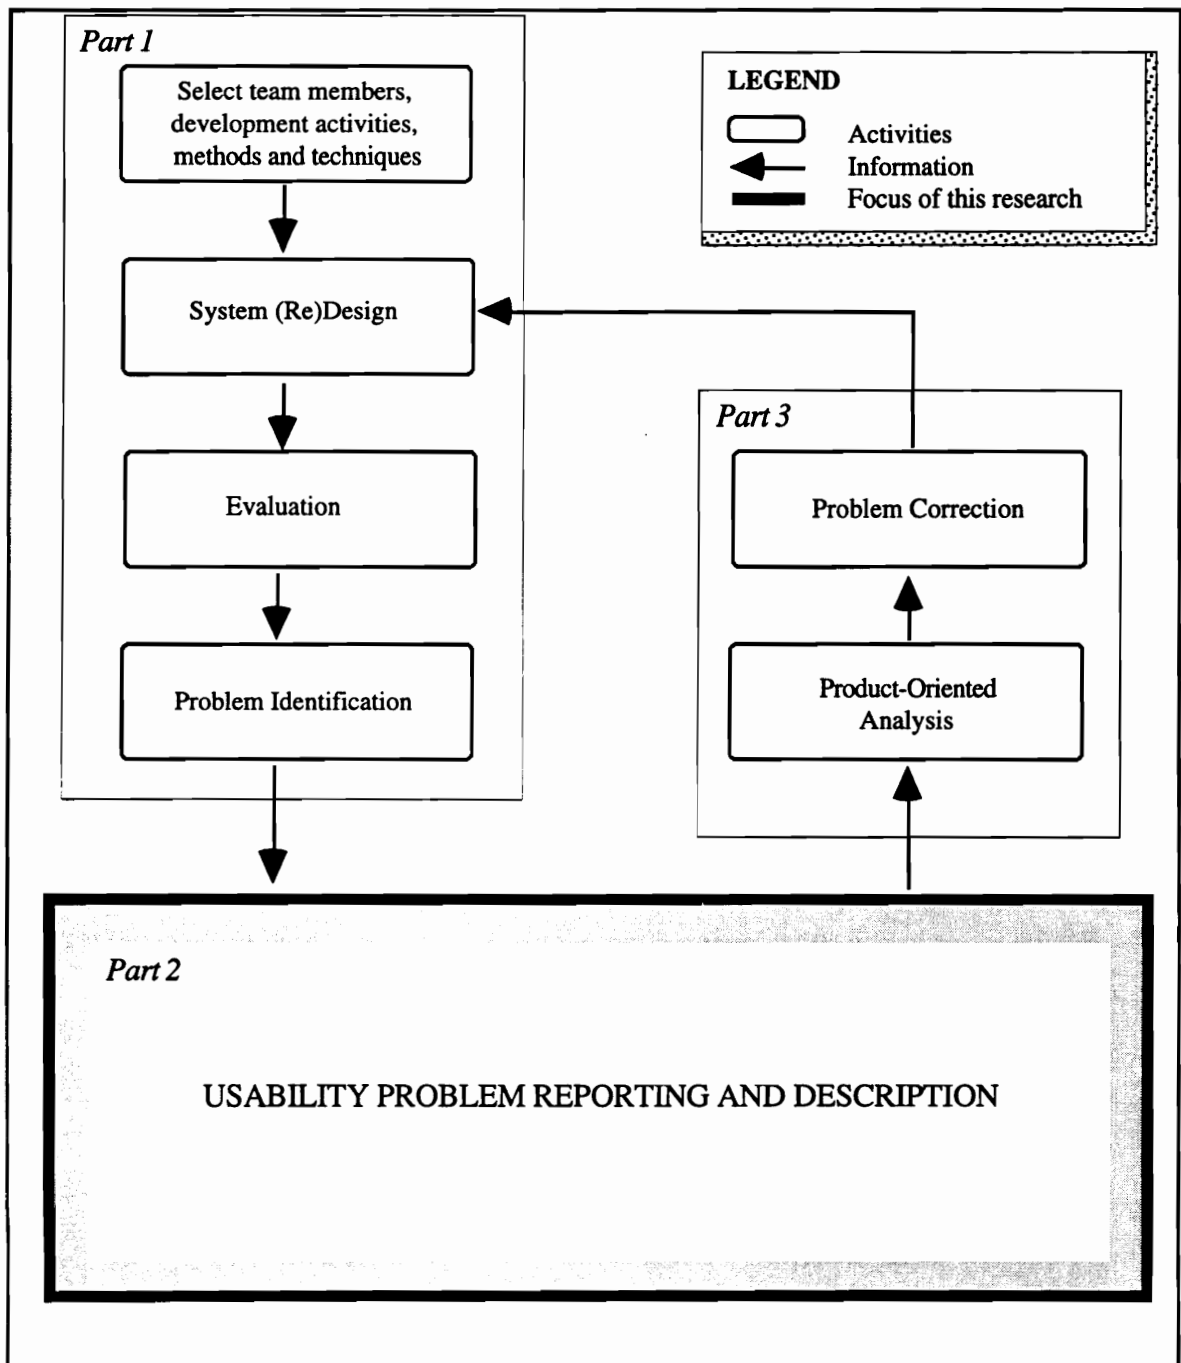 Part 1
Select team members,
development activities,
methods and techniques
System (Re)Design
Evaluation
Problem Identification
LEGEND
Activities
Information
Focus of this research
Part 3
Problem Correction
Product-Oriented
Analysis
Part 2
USABILITY PROBLEM REPORTING AND DESCRIPTION